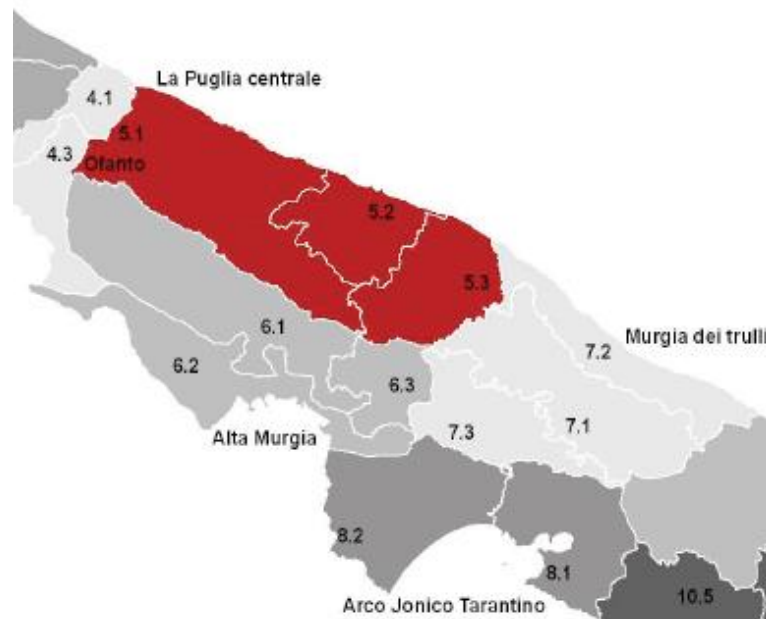 La Puglia centrale
4.1
5.1
4.3
Ofanto
5.2
5.3
6.1
7.2
Murgia dei trulli
6.2
6.3
7.1
7.3
Alta Murgia
8.2
8.1
10.5
Arco Jonico Tarantino